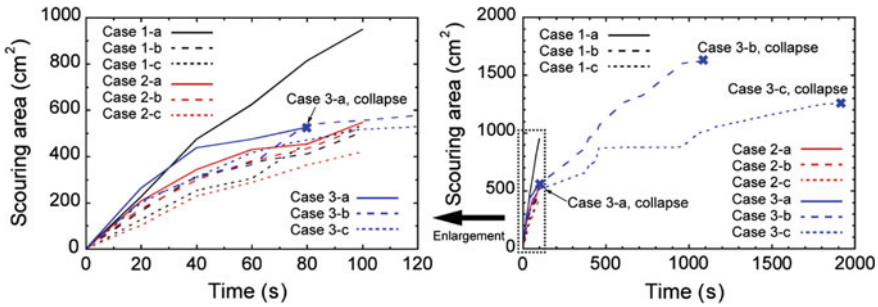 1000
800
600
400
200
0
Scouring area (cm²)
Case 1-a
Case 1-b
Case 1-c
Case 2-a
Case 2-b
Case 2-c
Case 3-a, collapse
Case 3-a
Case 3-b
Case 3-c
0 20 40 60 80 100 120
Time (s)
Enlargement
2000
1500
1000
500
0
Scouring area (cm²)
Case 1-a
Case 1-b
Case 1-c
Case 3-b, collapse
Case 3-c, collapse
Case 3-a, collapse
Case 2-a
Case 2-b
Case 2-c
Case 3-a
Case 3-b
Case 3-c
0 500 1000 1500 2000
Time (s)